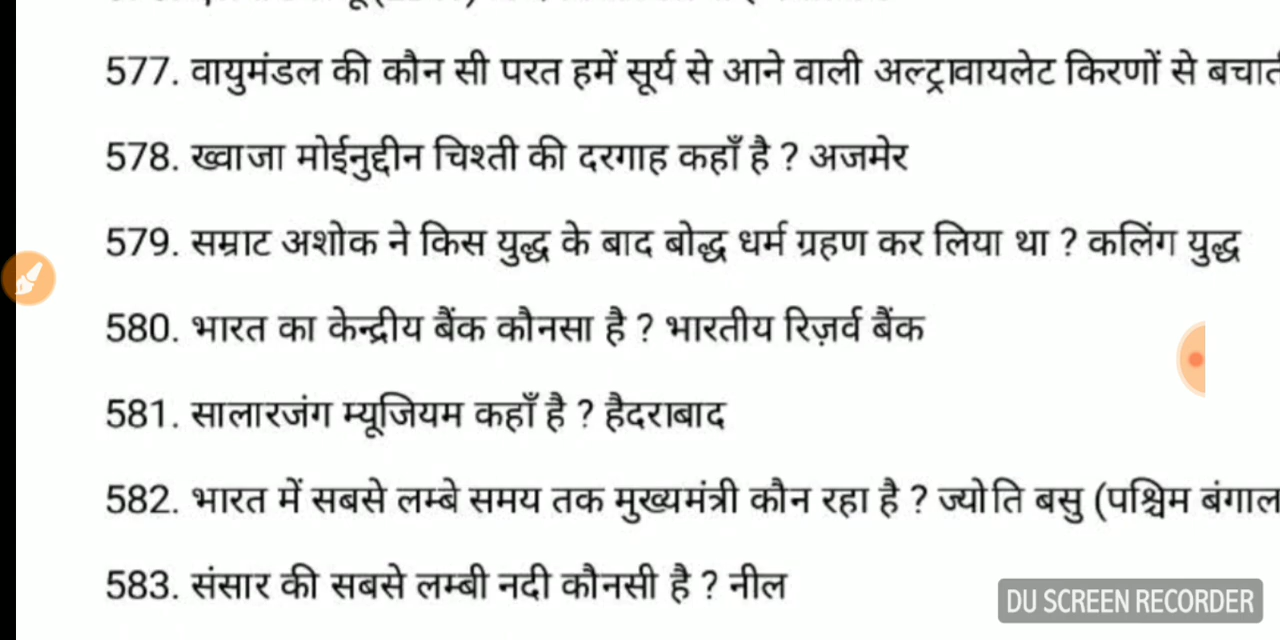 577. वायुमंडल की कौन सी परत हमें सूर्य से आने वाली अल्ट्रावायलेट किरणों से
578. ख्वाजा मोईनुद्दीन चिश्ती की दरगाह कहाँ है ? अजमेर
579. सम्राट अशोक ने किस युद्ध के बाद बोद्ध धर्म ग्रहण कर लिया था ? कलिंग युद्ध
580. भारत का केन्द्रीय बैंक कौनसा है ? भारतीय रिज़र्व बैंक
581. सालारजंग म्यूजियम कहाँ है ? हैदराबाद
582. भारत में सबसे लम्बे समय तक मुख्यमंत्री कौन रहा है ? ज्योति बसु (पश्चिम बंगाल
583. संसार की सबसे लम्बी नदी कौनसी है ? नील
DU SCREEN RECORDER